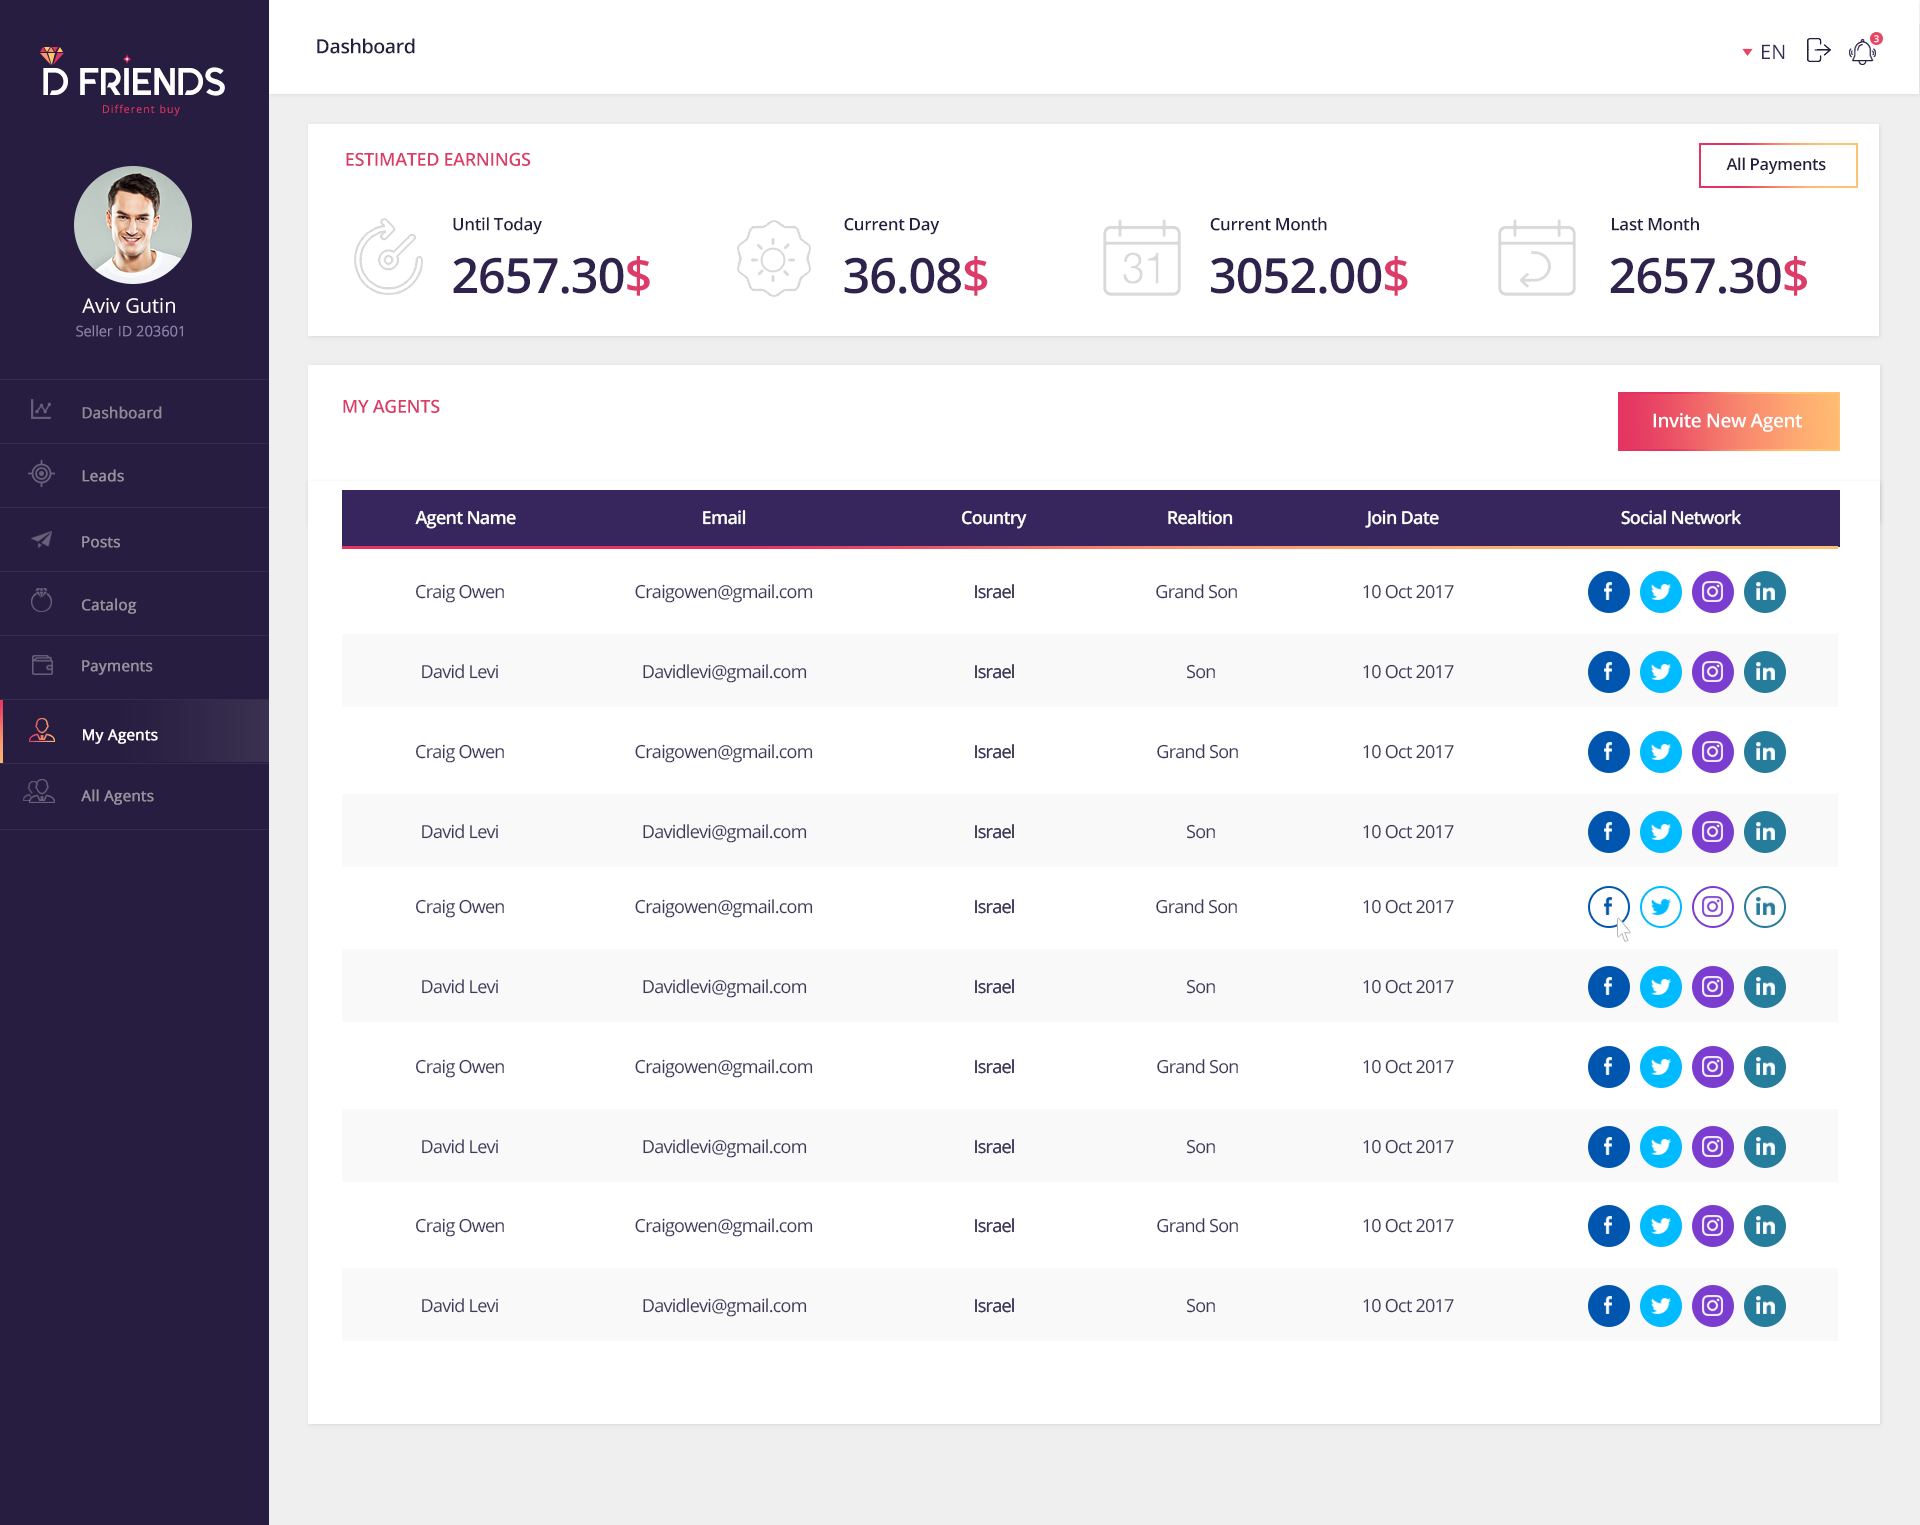 D FRIENDS
Different buy
Aviv Gutin
Seller ID 203601
Dashboard
Leads
Posts
Catalog
Payments
My Agents
All Agents
Dashboard
EN
3
ESTIMATED EARNINGS
All Payments
Until Today
2657.30$
Current Day
36.08$
31
Current Month
3052.00$
Last Month
2657.30$
MY AGENTS
Invite New Agent
Agent Name Email Country Realtion Join Date Social Network
Craig Owen Craigowen@gmail.com Israel Grand Son 10 Oct 2017 f in
David Levi Davidlevi@gmail.com Israel Son 10 Oct 2017 f in
Craig Owen Craigowen@gmail.com Israel Grand Son 10 Oct 2017 f in
David Levi Davidlevi@gmail.com Israel Son 10 Oct 2017 f in
Craig Owen Craigowen@gmail.com Israel Grand Son 10 Oct 2017 f in
David Levi Davidlevi@gmail.com Israel Son 10 Oct 2017 f in
Craig Owen Craigowen@gmail.com Israel Grand Son 10 Oct 2017 f in
David Levi Davidlevi@gmail.com Israel Son 10 Oct 2017 f in
Craig Owen Craigowen@gmail.com Israel Grand Son 10 Oct 2017 f in
David Levi Davidlevi@gmail.com Israel Son 10 Oct 2017 f in